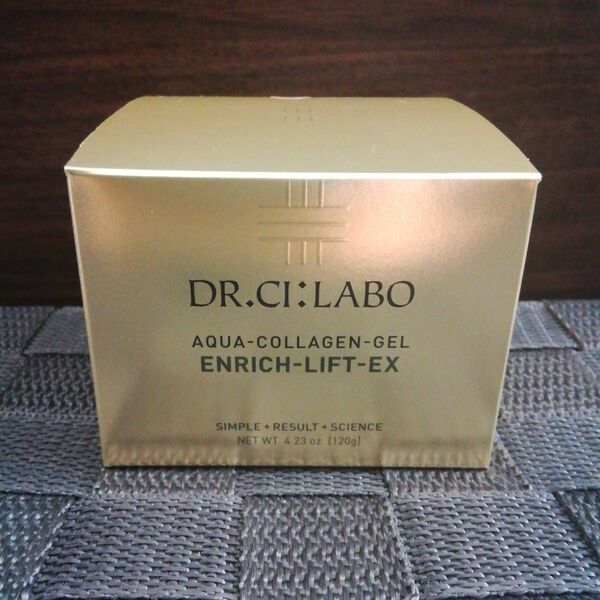 DR.CI:LABO
AQUA-COLLAGEN-GEL
ENRICH-LIFT-EX
SIMPLE + RESULT + SCIENCE
NET WT. 4.23 oz. [120g]